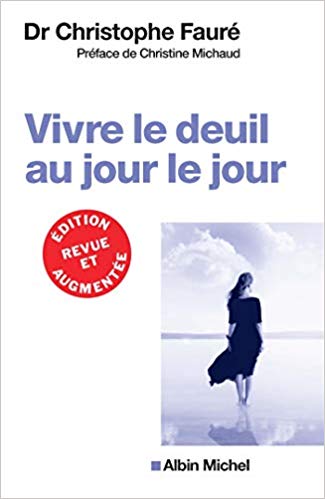 Dr Christophe Fauré
Préface de Christine Michaud
Vivre le deuil
au jour le jour
ÉDITION
REVUE ET
AUGMENTÉE
Albin Michel